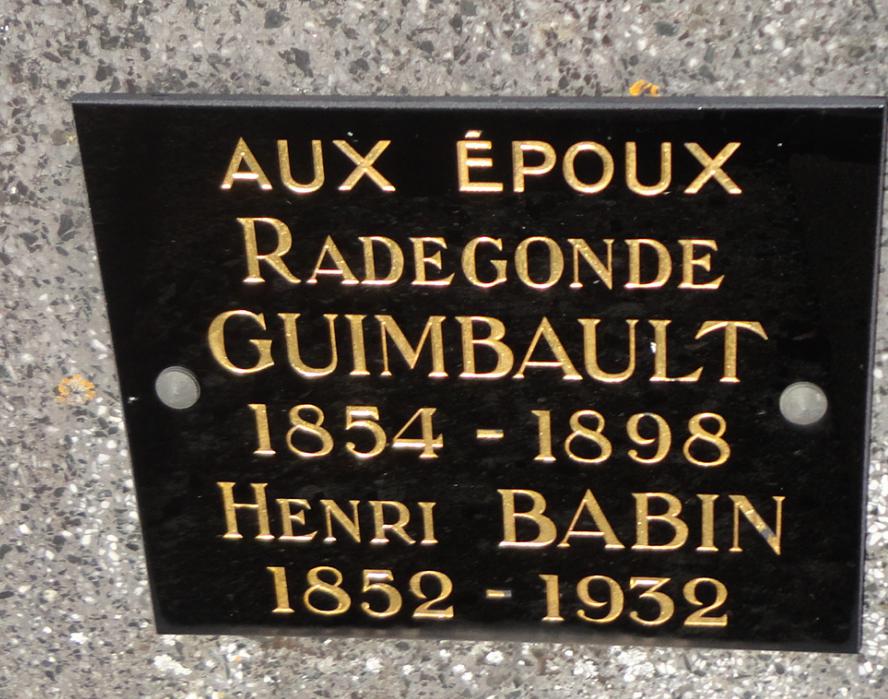 AUX ÉPOUX
RADEGONDE
GUIMBAULT
1854 - 1898
HENRI BABIN
1852 - 1932